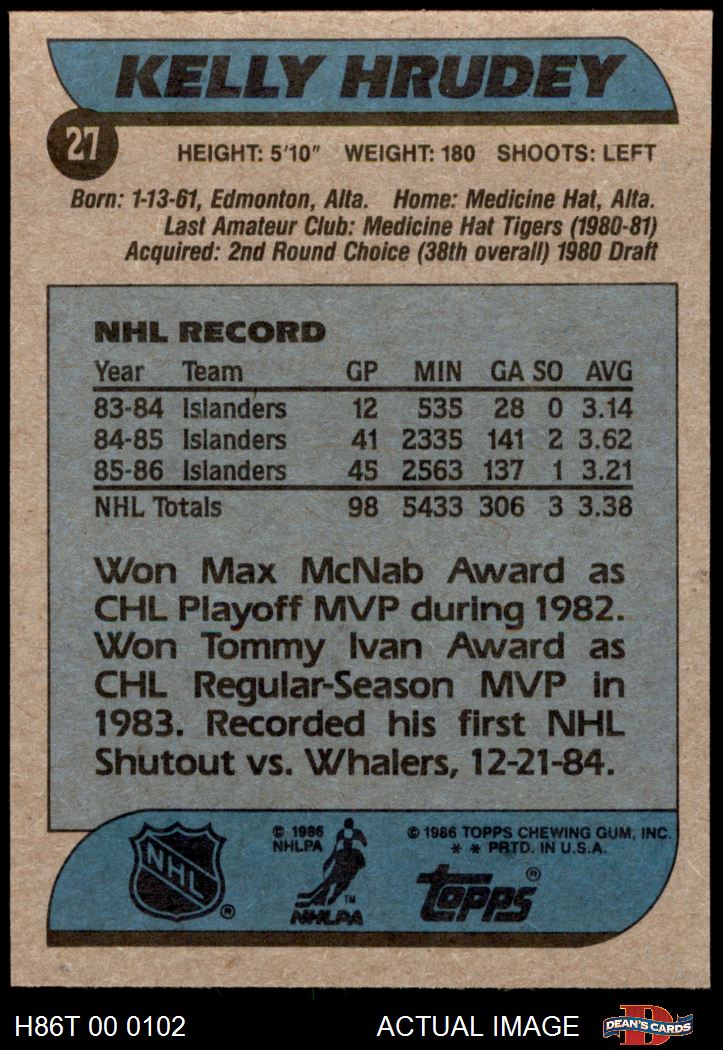 KELLY HRUDEY
27
HEIGHT: 5'10" WEIGHT: 180 SHOOTS: LEFT
Born: 1-13-61, Edmonton, Alta. Home: Medicine Hat, Alta.
Last Amateur Club: Medicine Hat Tigers (1980-81)
Acquired: 2nd Round Choice (38th overall) 1980 Draft
NHL RECORD
Year Team GP MIN GA SO AVG
83-84 Islanders 12 535 28 0 3.14
84-85 Islanders 41 2335 141 2 3.62
85-86 Islanders 45 2563 137 1 3.21
NHL Totals 98 5433 306 3 3.38
Won Max McNab Award as
CHL Playoff MVP during 1982.
Won Tommy Ivan Award as
CHL Regular-Season MVP in
1983. Recorded his first NHL
Shutout vs. Whalers, 12-21-84.
NHL ®
© 1986
NHLPA
TM
NHLPA
© 1986 TOPPS CHEWING GUM, INC.
* * PRTD. IN U.S.A.
topps ®
H86T 00 0102 ACTUAL IMAGE
D
DEAN'S CARDS